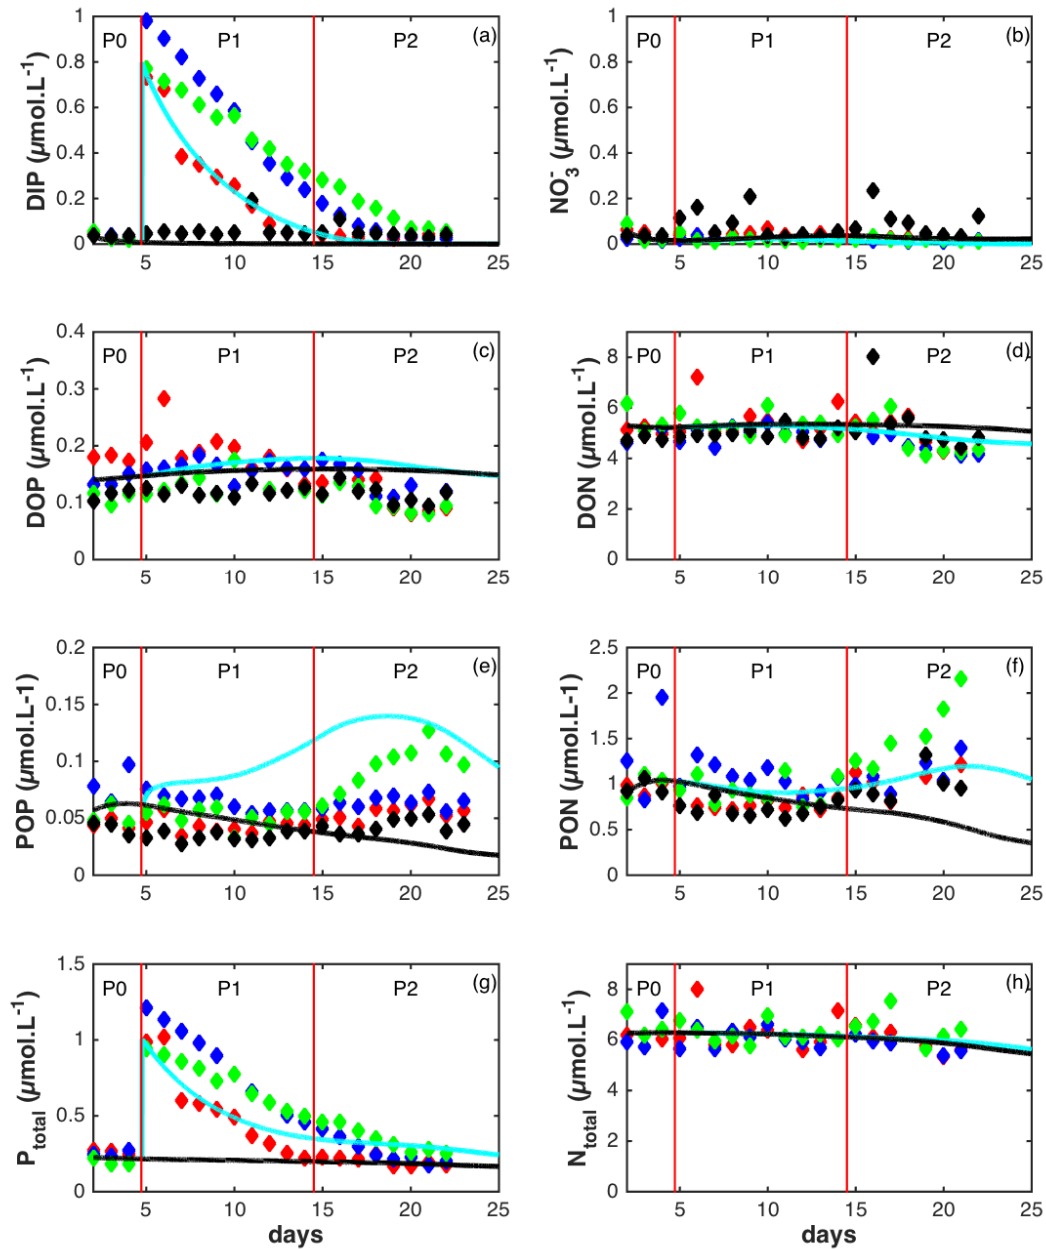 DIP (µmol.L⁻¹)
1
0.8
0.6
0.4
0.2
0
P0 P1 P2 (a)
5 10 15 20 25
NO₃⁻ (µmol.L⁻¹)
1
0.8
0.6
0.4
0.2
0
P0 P1 P2 (b)
5 10 15 20 25
DOP (µmol.L⁻¹)
0.4
0.3
0.2
0.1
0
P0 P1 P2 (c)
5 10 15 20 25
DON (µmol.L⁻¹)
8
6
4
2
0
P0 P1 P2 (d)
5 10 15 20 25
POP (µmol.L-1)
0.2
0.15
0.1
0.05
0
P0 P1 P2 (e)
5 10 15 20 25
PON (µmol.L-1)
2.5
2
1.5
1
0.5
0
P0 P1 P2 (f)
5 10 15 20 25
P_total (µmol.L⁻¹)
1.5
1
0.5
0
P0 P1 P2 (g)
5 10 15 20 25
days
N_total (µmol.L⁻¹)
8
6
4
2
0
P0 P1 P2 (h)
5 10 15 20 25
days